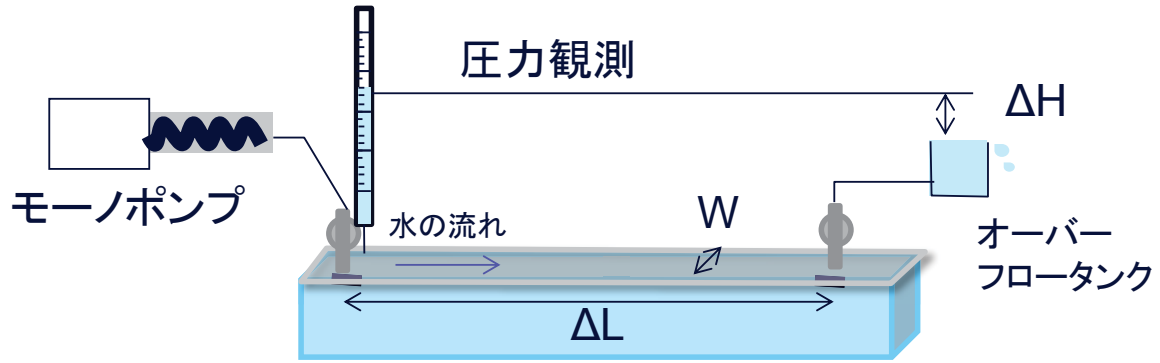 圧力観測
ΔH
モーノポンプ
水の流れ
W
オーバー
フロータンク
ΔL